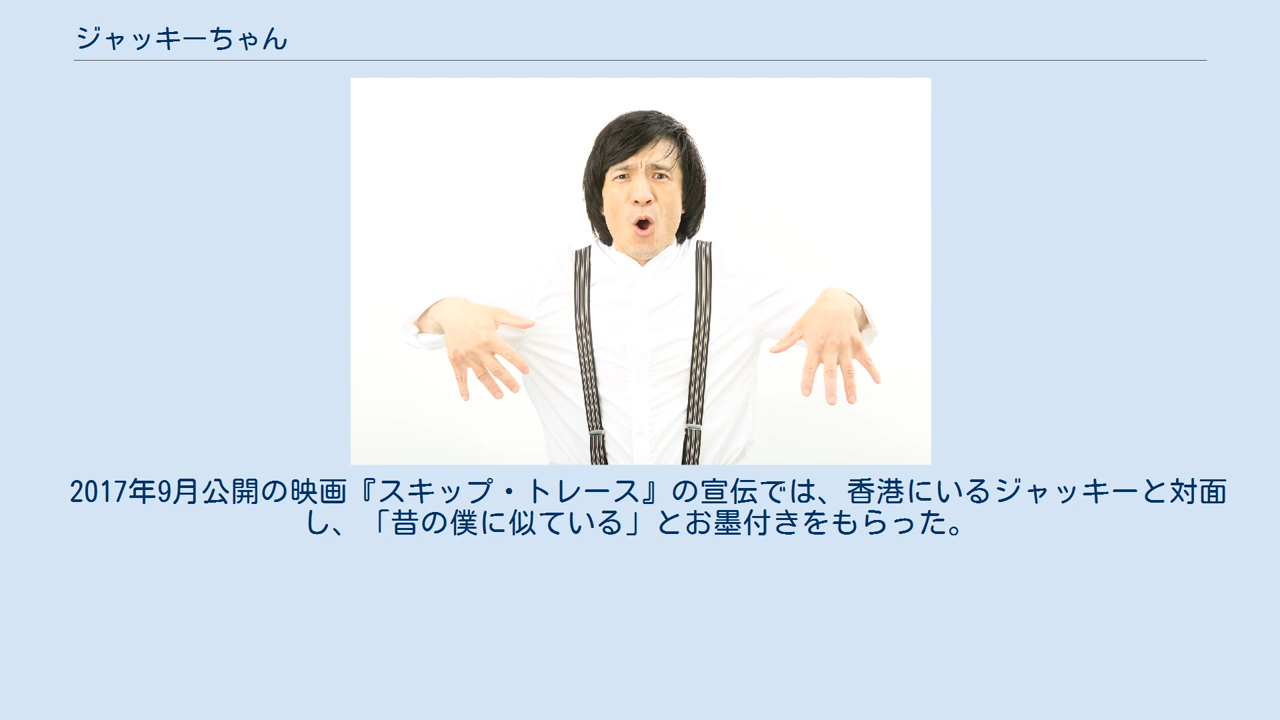 ジャッキーちゃん
2017年9月公開の映画『スキップ・トレース』の宣伝では、香港にいるジャッキーと対面
し、「昔の僕に似ている」とお墨付きをもらった。